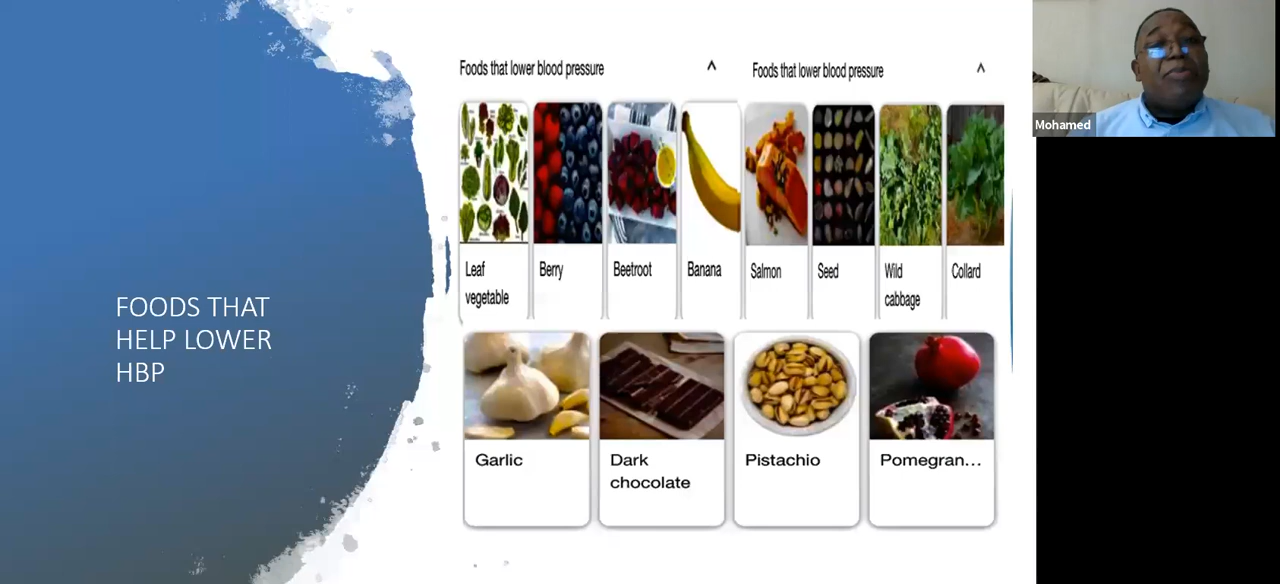 FOODS THAT
HELP LOWER
HBP
Foods that lower blood pressure ^
Foods that lower blood pressure ^
Leaf
vegetable
Berry
Beetroot
Banana
Salmon
Seed
Wild
cabbage
Collard
Garlic
Dark
chocolate
Pistachio
Pomegran...
Mohamed